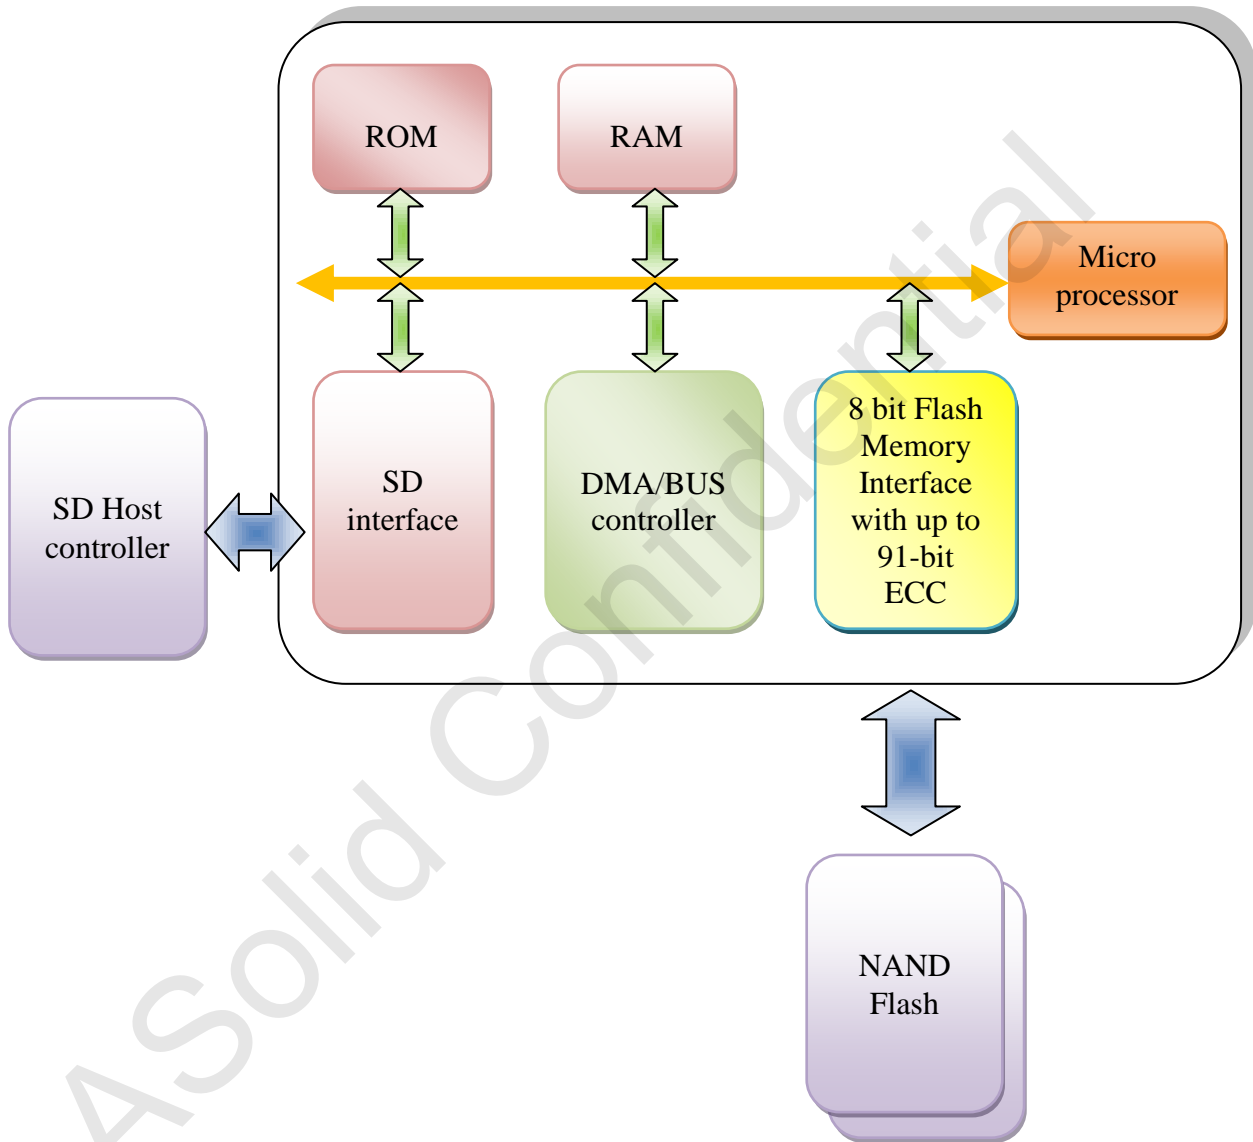 ROM
RAM
Micro
processor
SD Host
controller
SD
interface
DMA/BUS
controller
8 bit Flash
Memory
Interface
with up to
91-bit
ECC
NAND
Flash
ASolid Confidential